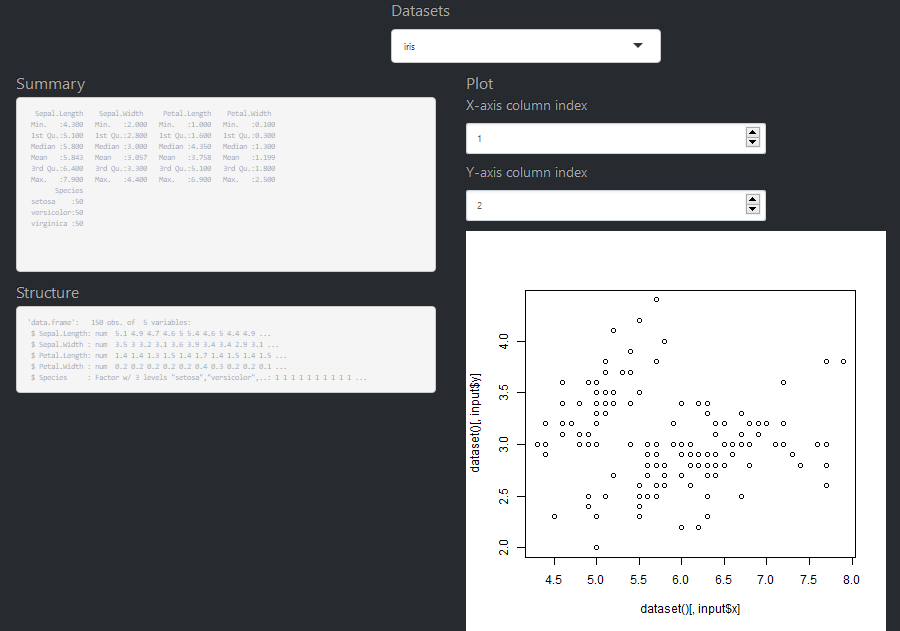 Datasets
iris
Summary
Sepal.Length Sepal.Width Petal.Length Petal.Width
Min. :4.300 Min. :2.000 Min. :1.000 Min. :0.100
1st Qu.:5.100 1st Qu.:2.800 1st Qu.:1.600 1st Qu.:0.300
Median :5.800 Median :3.000 Median :4.350 Median :1.300
Mean :5.843 Mean :3.057 Mean :3.758 Mean :1.199
3rd Qu.:6.400 3rd Qu.:3.300 3rd Qu.:5.100 3rd Qu.:1.800
Max. :7.900 Max. :4.400 Max. :6.900 Max. :2.500
Species
setosa :50
versicolor:50
virginica :50
Structure
'data.frame': 150 obs. of 5 variables:
$ Sepal.Length: num 5.1 4.9 4.7 4.6 5 5.4 4.6 5 4.4 4.9 ...
$ Sepal.Width : num 3.5 3 3.2 3.1 3.6 3.9 3.4 3.4 2.9 3.1 ...
$ Petal.Length: num 1.4 1.4 1.3 1.5 1.4 1.7 1.4 1.5 1.4 1.5 ...
$ Petal.Width : num 0.2 0.2 0.2 0.2 0.2 0.4 0.3 0.2 0.2 0.1 ...
$ Species : Factor w/ 3 levels "setosa","versicolor",..: 1 1 1 1 1 1 1 1 1 1 ...
Plot
X-axis column index
1
Y-axis column index
2
dataset()[, input$y]
4.0
3.5
3.0
2.5
2.0
4.5 5.0 5.5 6.0 6.5 7.0 7.5 8.0
dataset()[, input$x]